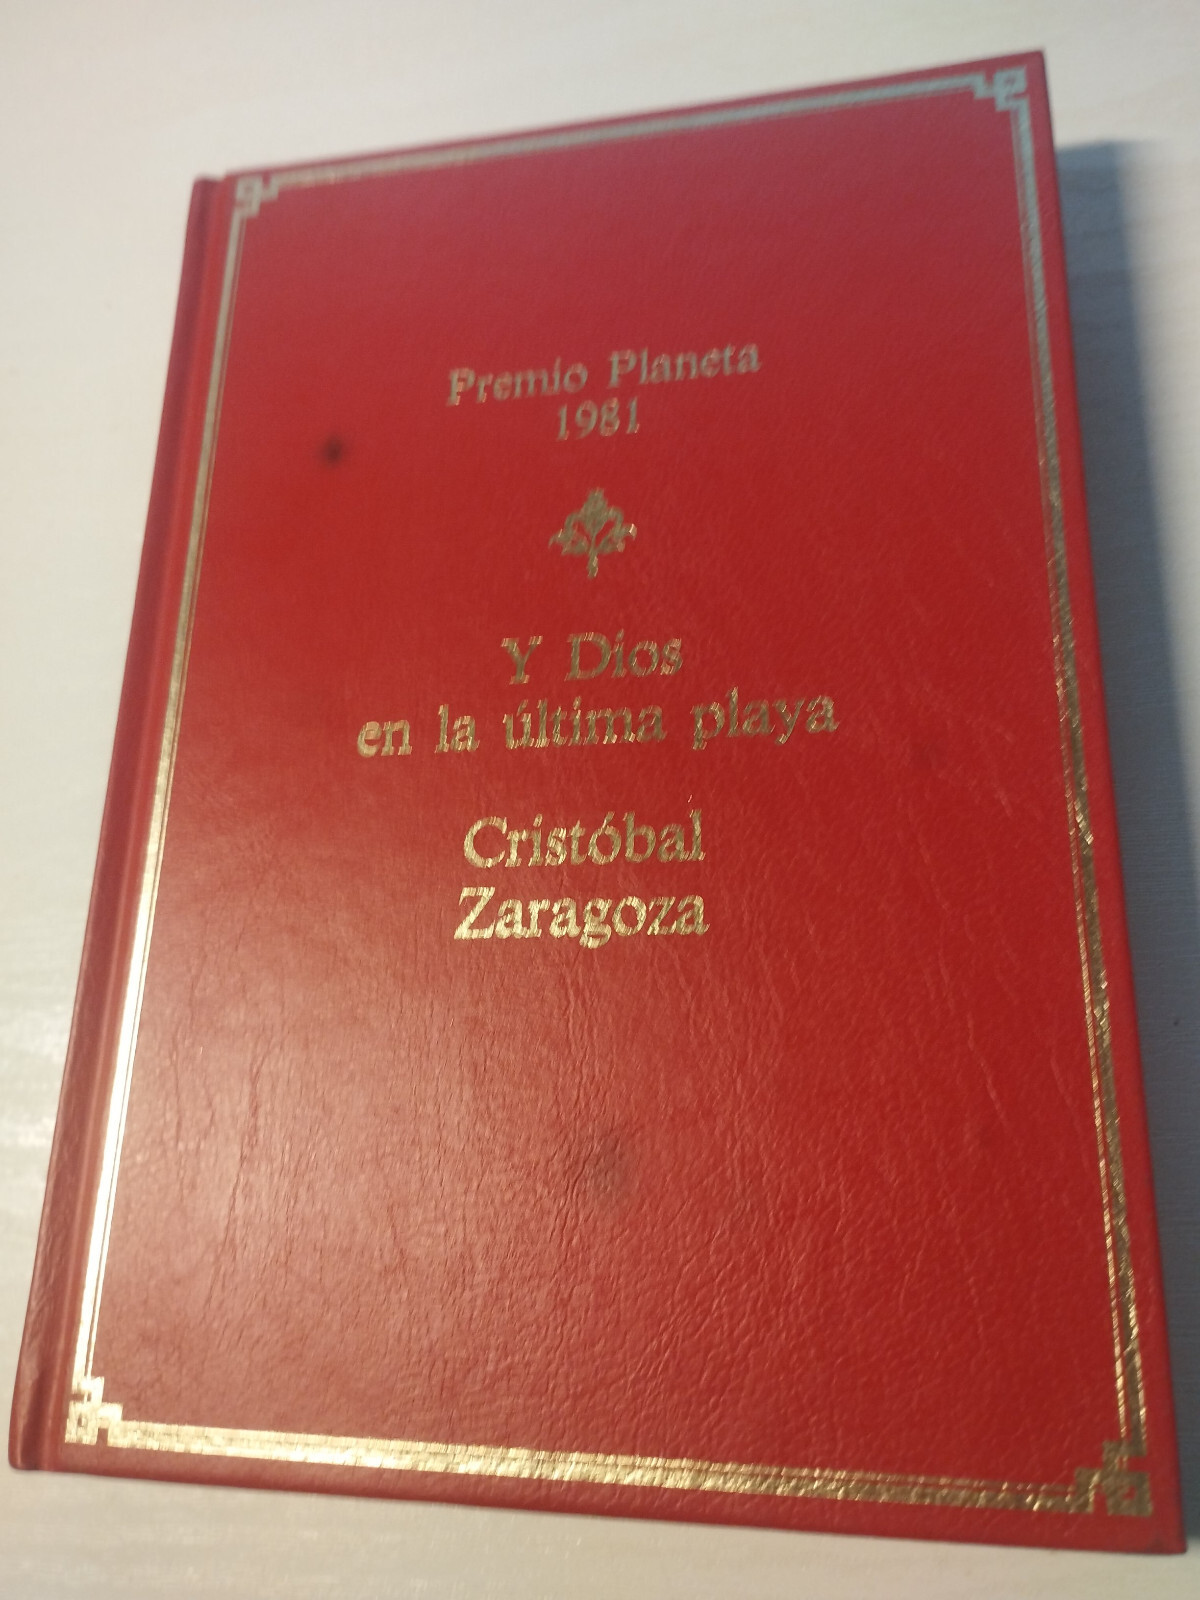 Premio Planeta
1981
Y Dios
en la última playa
Cristóbal
Zaragoza